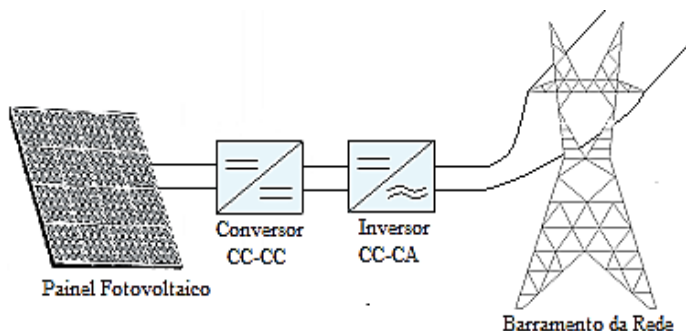 Conversor
CC-CC
Inversor
CC-CA
Painel Fotovoltaico
Barramento da Rede